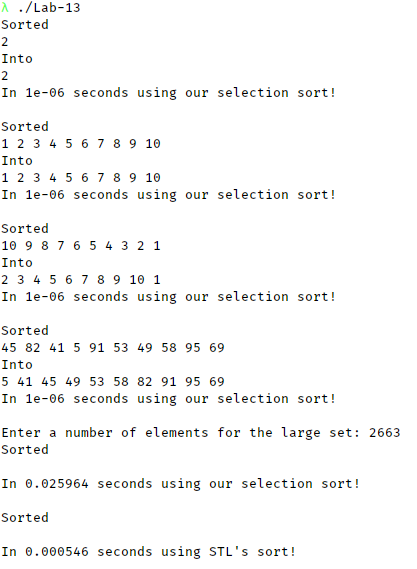 λ ./Lab-13
Sorted
2
Into
2
In 1e-06 seconds using our selection sort!
Sorted
1 2 3 4 5 6 7 8 9 10
Into
1 2 3 4 5 6 7 8 9 10
In 1e-06 seconds using our selection sort!
Sorted
10 9 8 7 6 5 4 3 2 1
Into
2 3 4 5 6 7 8 9 10 1
In 1e-06 seconds using our selection sort!
Sorted
45 82 41 5 91 53 49 58 95 69
Into
5 41 45 49 53 58 82 91 95 69
In 1e-06 seconds using our selection sort!
Enter a number of elements for the large set: 2663
Sorted
In 0.025964 seconds using our selection sort!
Sorted
In 0.000546 seconds using STL's sort!